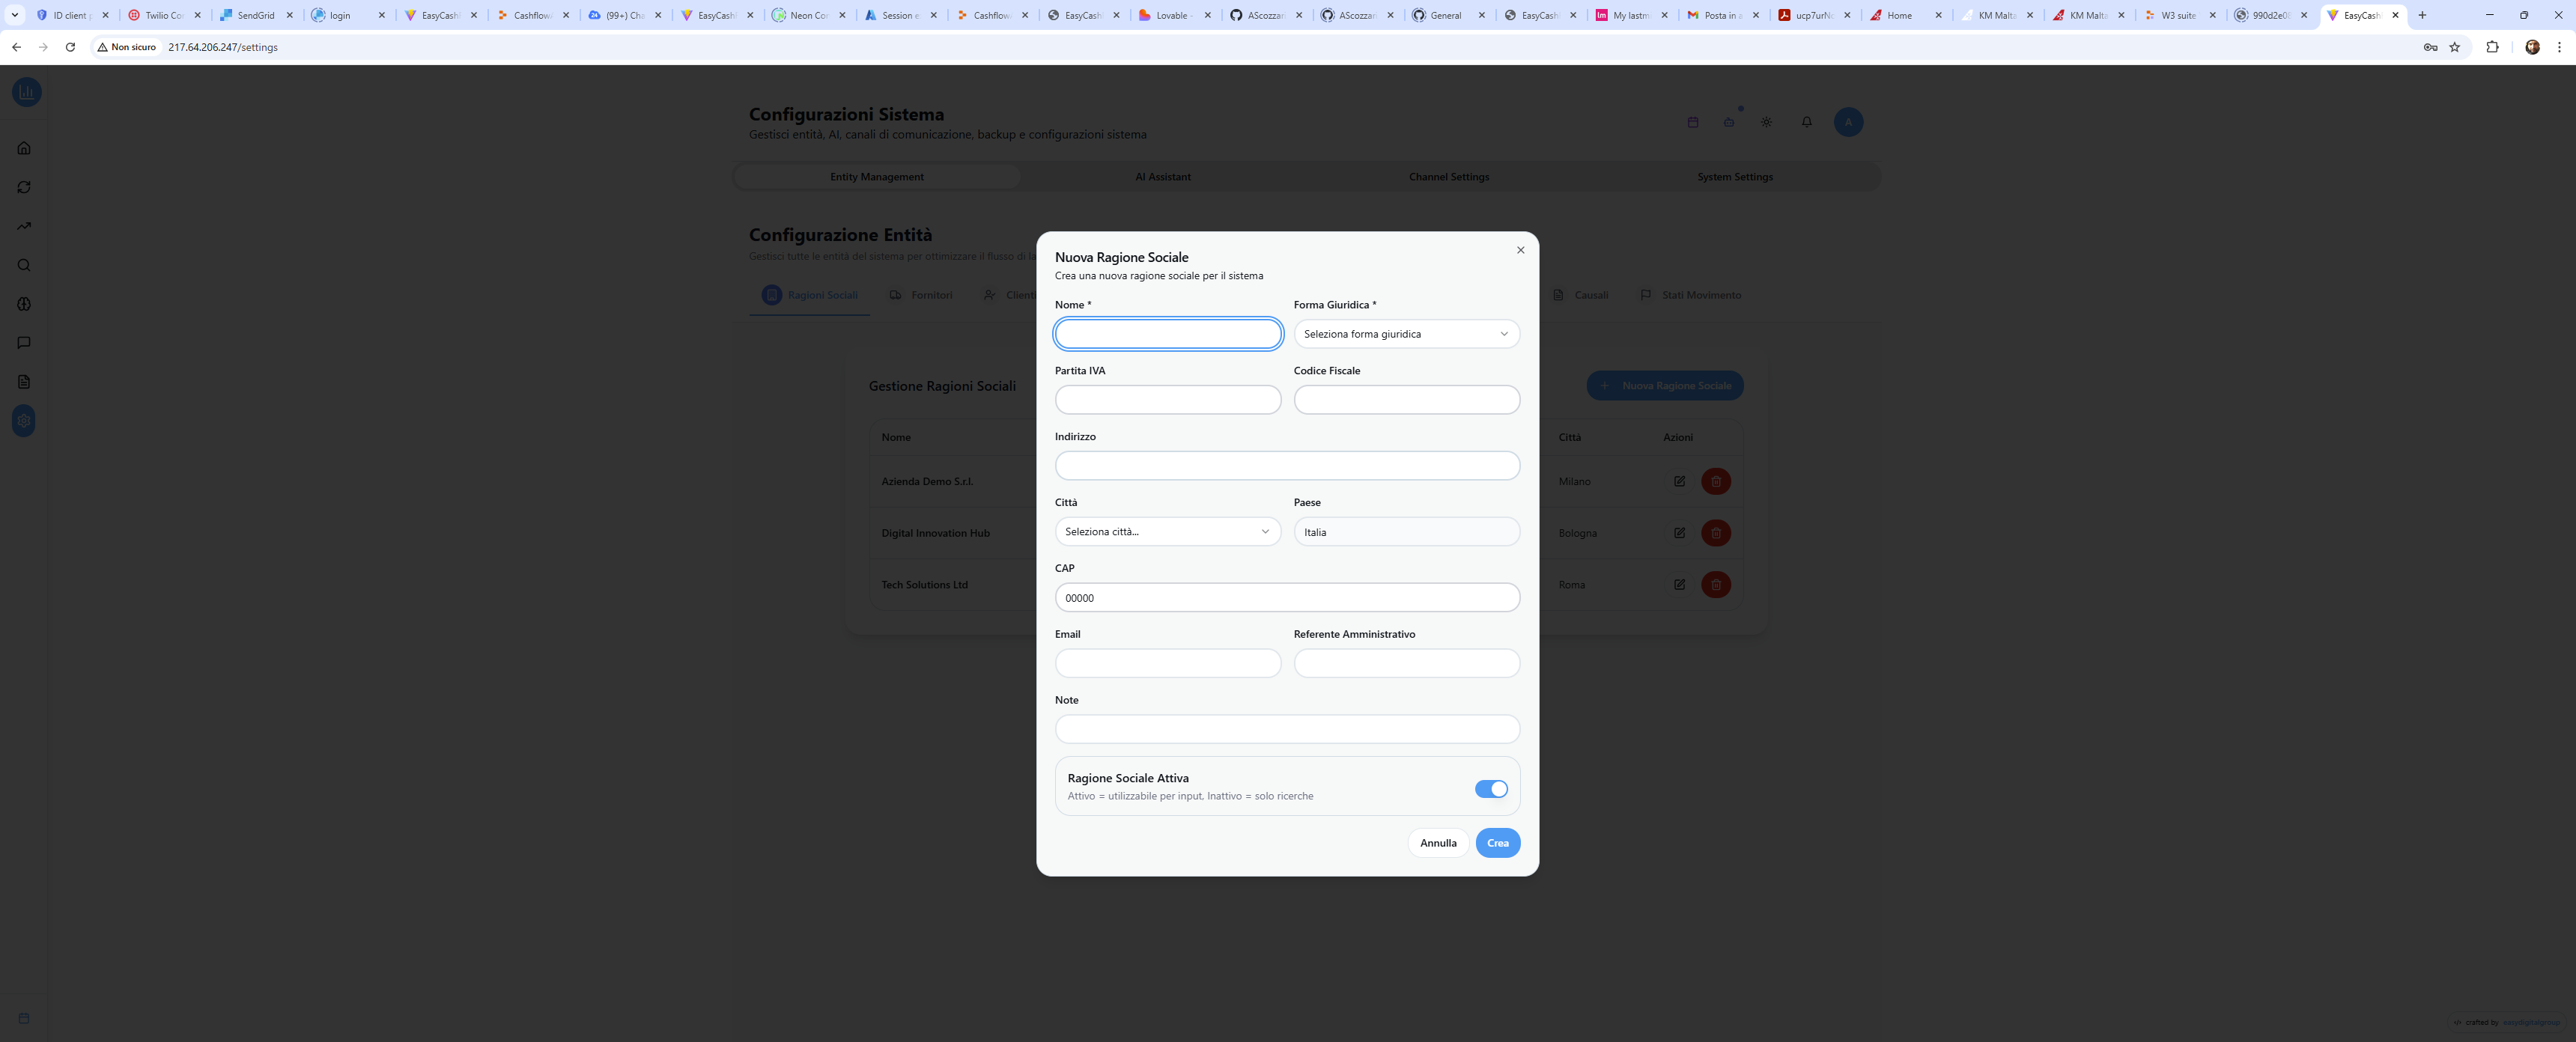 ID client
Twilio Co
SendGrid
login
EasyCash
Cashflow
(99+) Cha
EasyCash
Neon Co
Session e
Cashflow
EasyCash
Lovable -
AScozzari
AScozzari
General
EasyCash
My lastm
Posta in a
ucp7urN
Home
KM Malta
KM Malta
W3 suite
990d2e0
EasyCash
Non sicuro 217.64.206.247/settings
Configurazioni Sistema
Gestisci entità, AI, canali di comunicazione, backup e configurazioni sistema
A
Entity Management AI Assistant Channel Settings System Settings
Configurazione Entità
Gestisci tutte le entità del sistema per ottimizzare il flusso di la
Ragioni Sociali Fornitori Clienti Causali Stati Movimento
Gestione Ragioni Sociali
+ Nuova Ragione Sociale
Nome Città Azioni
Azienda Demo S.r.l. Milano
Digital Innovation Hub Bologna
Tech Solutions Ltd Roma
Nuova Ragione Sociale
Crea una nuova ragione sociale per il sistema
Nome * Forma Giuridica *
Seleziona forma giuridica
Partita IVA Codice Fiscale
Indirizzo
Città Paese
Seleziona città... Italia
CAP
00000
Email Referente Amministrativo
Note
Ragione Sociale Attiva
Attivo = utilizzabile per input, Inattivo = solo ricerche
Annulla Crea
</> crafted by easydigitalgroup